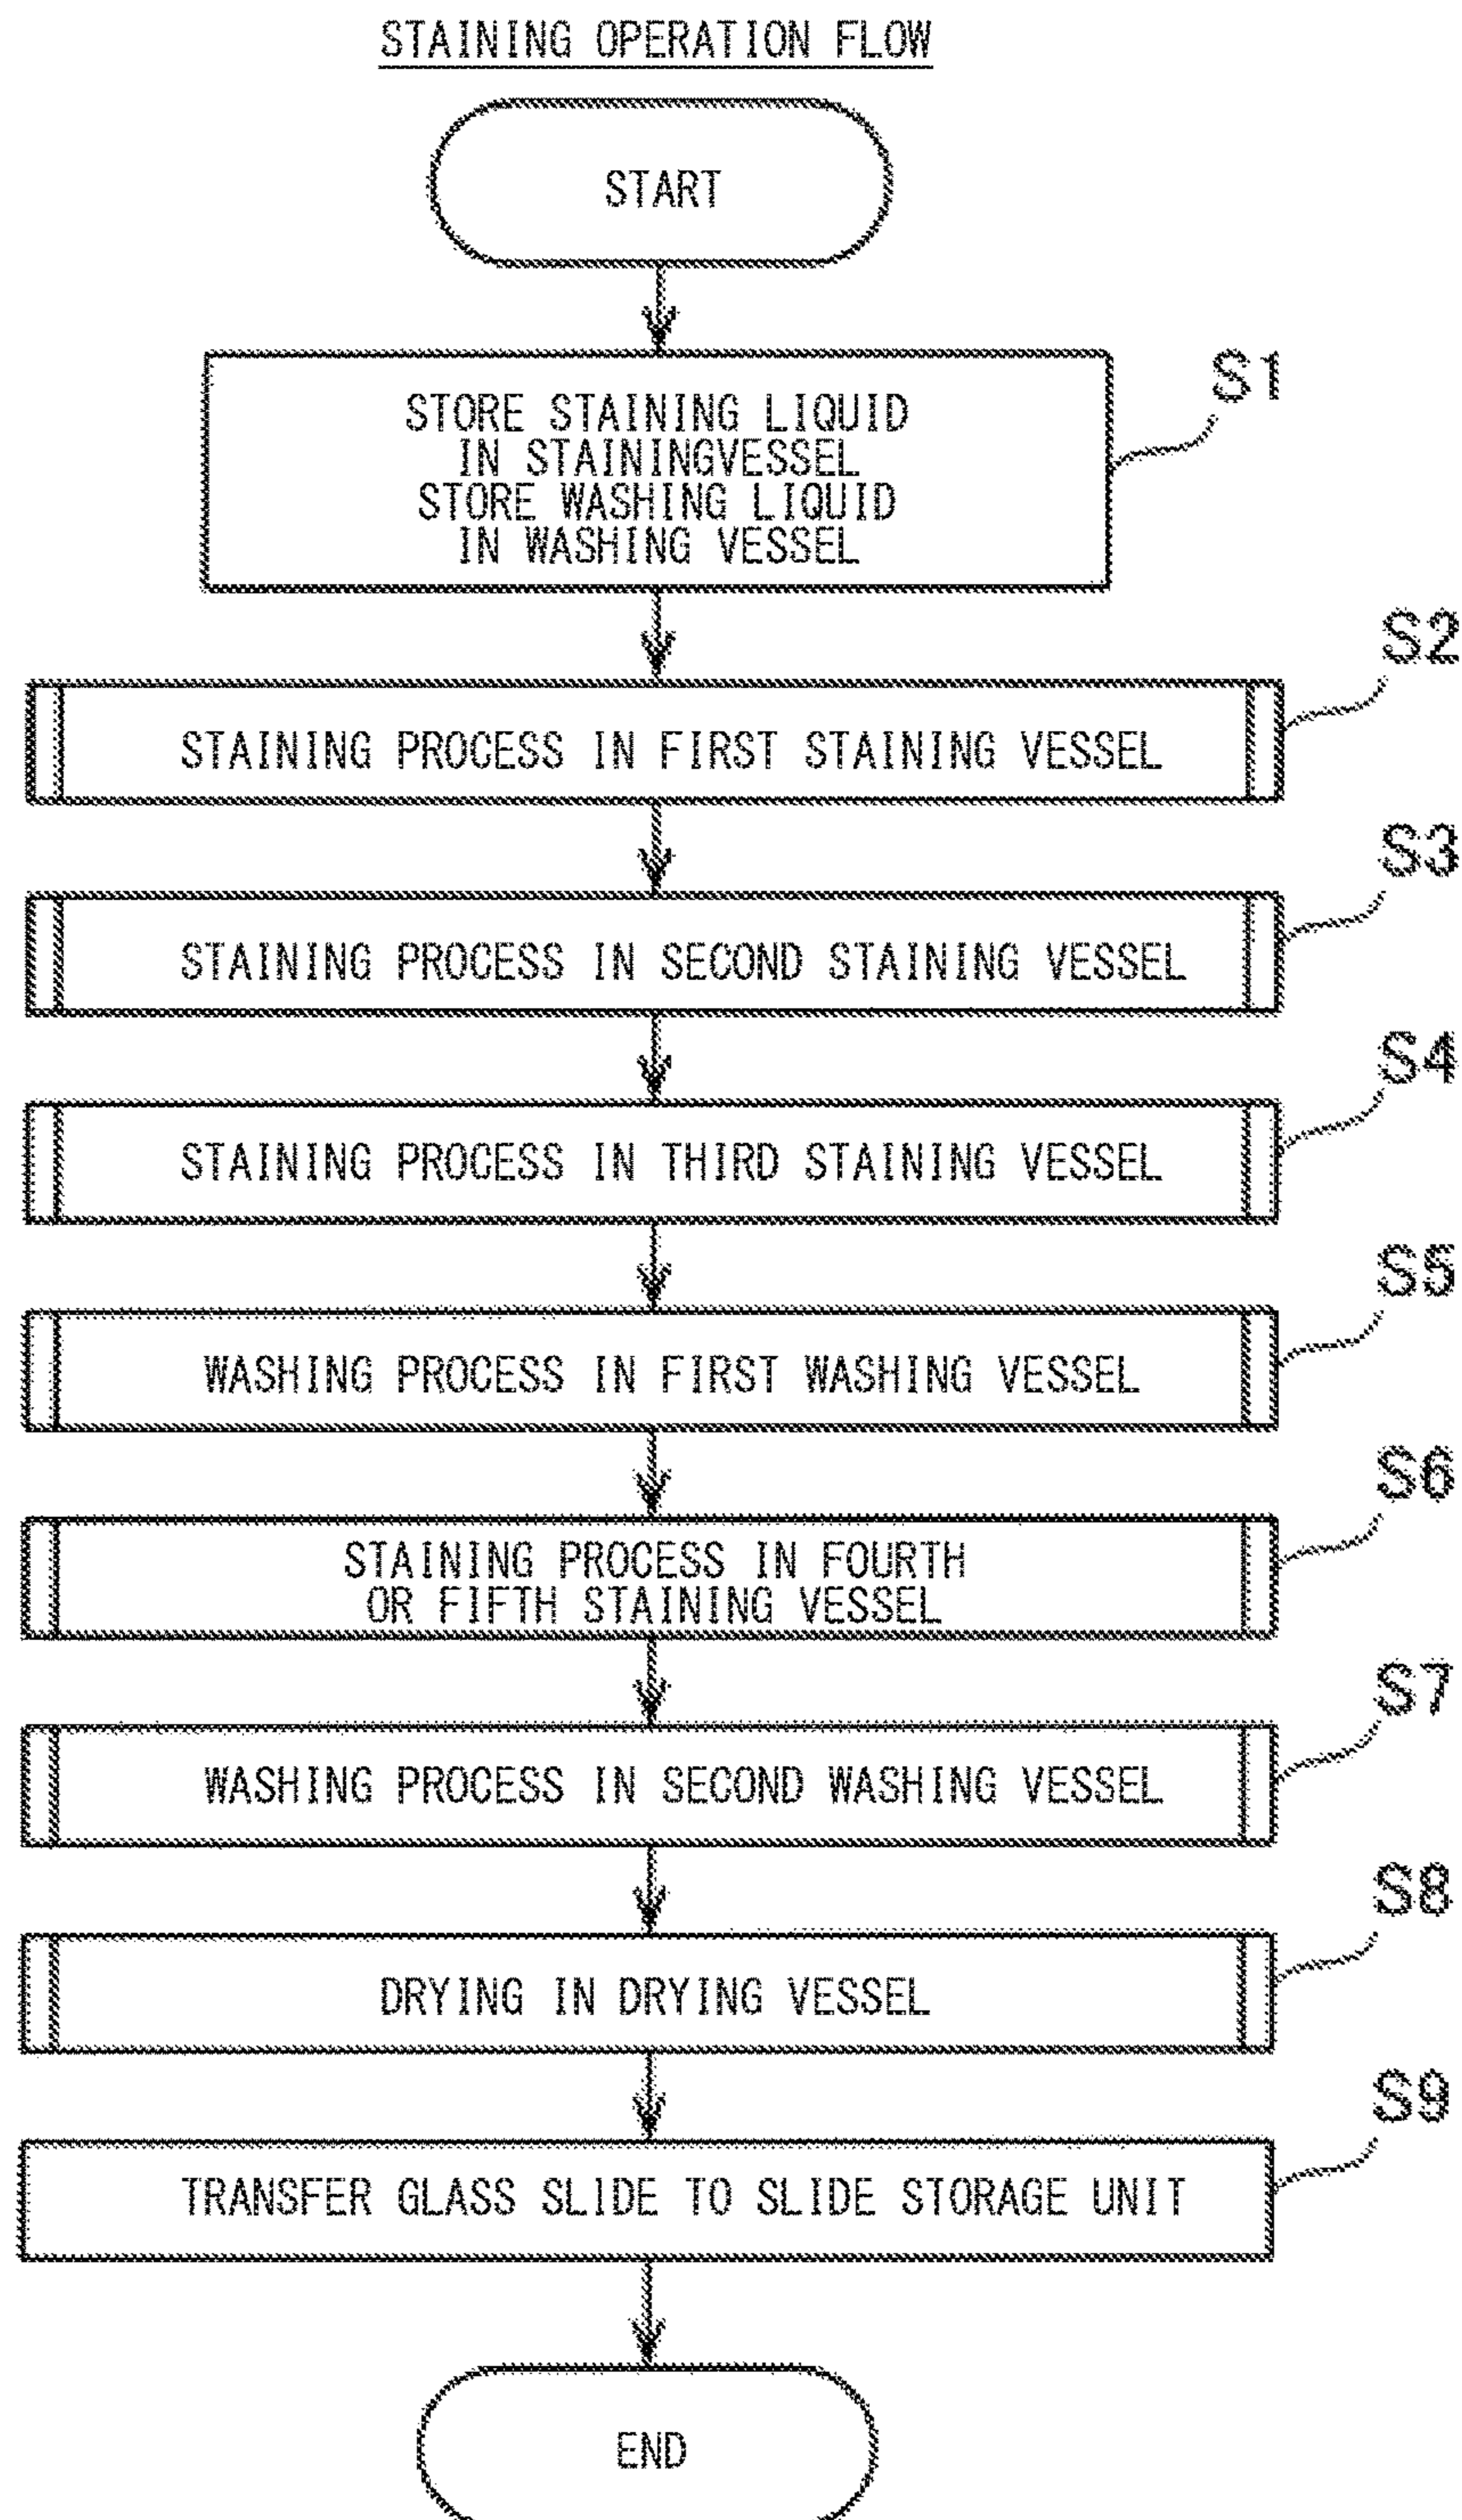 STAINING OPERATION FLOW
START
S1
STORE STAINING LIQUID
IN STAININGVESSEL
STORE WASHING LIQUID
IN WASHING VESSEL
S2
STAINING PROCESS IN FIRST STAINING VESSEL
S3
STAINING PROCESS IN SECOND STAINING VESSEL
S4
STAINING PROCESS IN THIRD STAINING VESSEL
S5
WASHING PROCESS IN FIRST WASHING VESSEL
S6
STAINING PROCESS IN FOURTH
OR FIFTH STAINING VESSEL
S7
WASHING PROCESS IN SECOND WASHING VESSEL
S8
DRYING IN DRYING VESSEL
S9
TRANSFER GLASS SLIDE TO SLIDE STORAGE UNIT
END